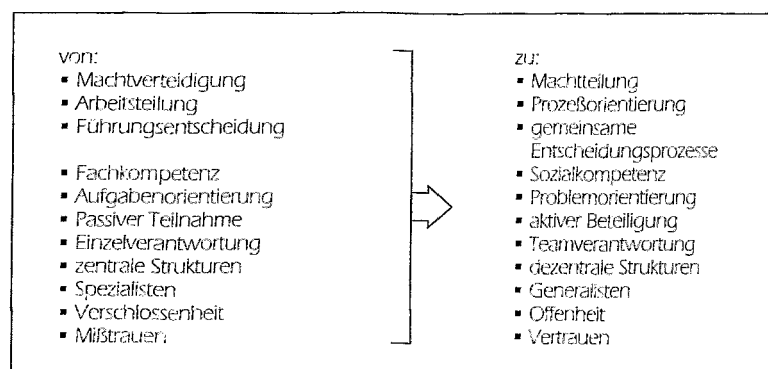 von:
▪ Machtverteidigung
▪ Arbeitsteilung
▪ Führungsentscheidung
▪ Fachkompetenz
▪ Aufgabenorientierung
▪ Passiver Teilnahme
▪ Einzelverantwortung
▪ zentrale Strukturen
▪ Spezialisten
▪ Verschlossenheit
▪ Mißtrauen
zu:
▪ Machtteilung
▪ Prozeßorientierung
▪ gemeinsame
Entscheidungsprozesse
▪ Sozialkompetenz
▪ Problemorientierung
▪ aktiver Beteiligung
▪ Teamverantwortung
▪ dezentrale Strukturen
▪ Generalisten
▪ Offenheit
▪ Vertrauen